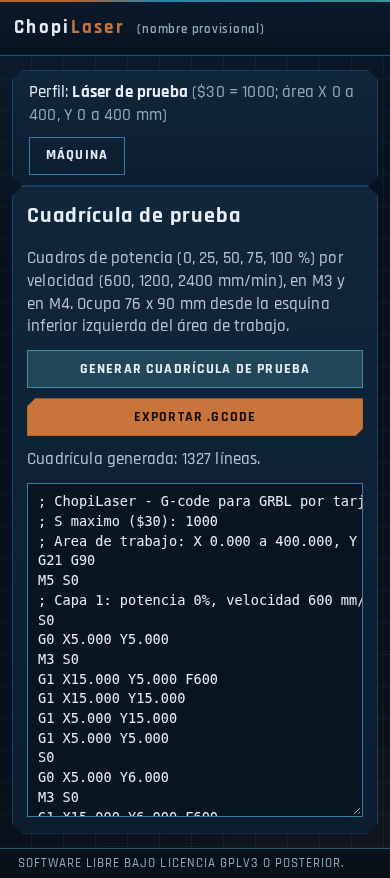 ChopiLaser (nombre provisional)
Perfil: Láser de prueba ($30 = 1000; área X 0 a
400, Y 0 a 400 mm)
MÁQUINA
Cuadrícula de prueba
Cuadros de potencia (0, 25, 50, 75, 100 %) por
velocidad (600, 1200, 2400 mm/min), en M3 y
en M4. Ocupa 76 x 90 mm desde la esquina
inferior izquierda del área de trabajo.
GENERAR CUADRÍCULA DE PRUEBA
EXPORTAR .GCODE
Cuadrícula generada: 1327 líneas.
; ChopiLaser - G-code para GRBL por tarj
; S maximo ($30): 1000
; Area de trabajo: X 0.000 a 400.000, Y
G21 G90
M5 S0
; Capa 1: potencia 0%, velocidad 600 mm/
S0
G0 X5.000 Y5.000
M3 S0
G1 X15.000 Y5.000 F600
G1 X15.000 Y15.000
G1 X5.000 Y15.000
G1 X5.000 Y5.000
S0
G0 X5.000 Y6.000
M3 S0
G1 X15.000 Y6.000 F600
SOFTWARE LIBRE BAJO LICENCIA GPLV3 O POSTERIOR.